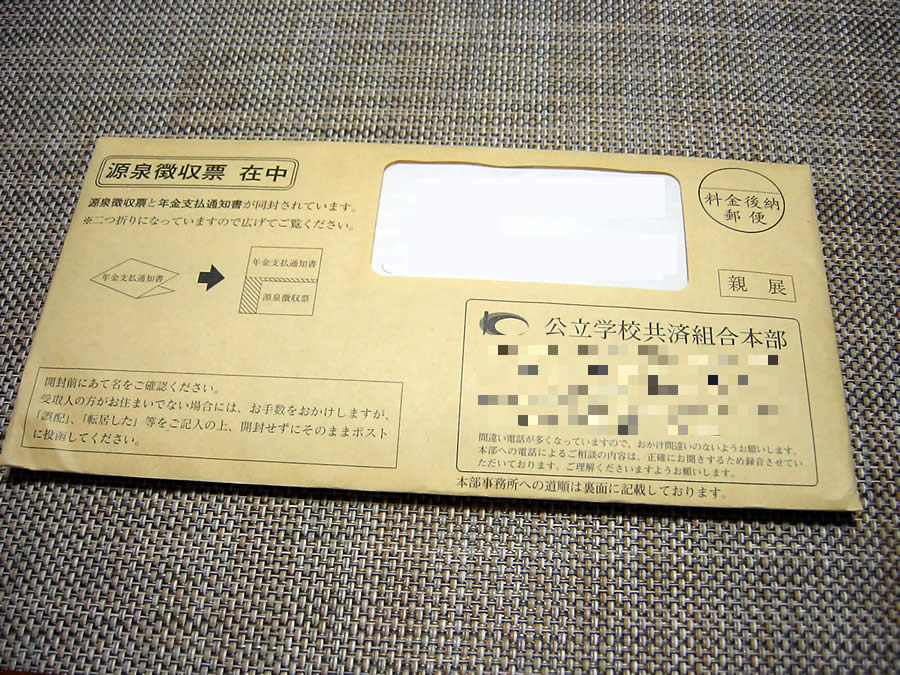 源泉徴収票 在中
源泉徴収票と年金支払通知書が同封されています。
※二つ折りになっていますので広げてご覧ください。
年金支払通知書
年金支払通知書
源泉徴収票
料金後納
郵便
親展
公立学校共済組合本部
間違い電話が多くなっていますので、おかけ間違いのないようお願いします。
本部への電話によるご相談の内容は、正確にお聞きするため録音させてい
ただいております。ご理解くださいますようお願いします。
本部事務所への道順は裏面に記載しております。
開封前にあて名をご確認ください。
受取人の方がお住まいでない場合には、お手数をおかけしますが、
「誤配」、「転居した」等をご記入の上、開封せずにそのままポスト
に投函してください。